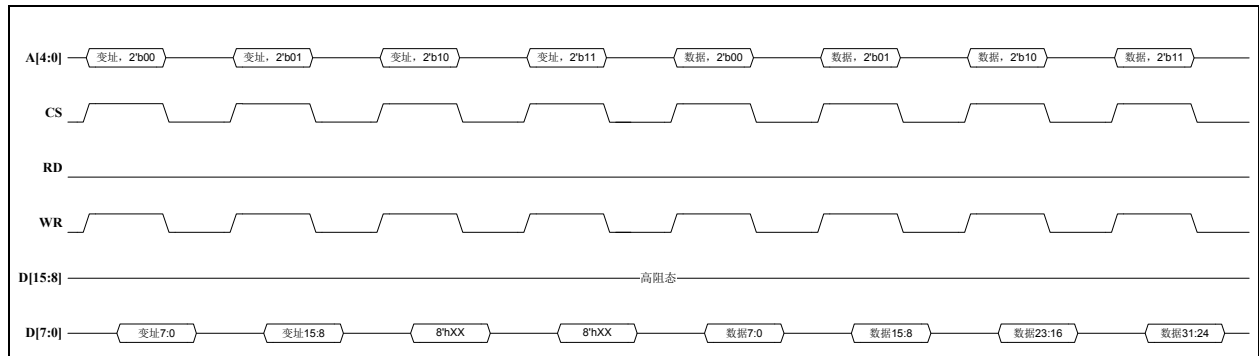 A[4:0] 变址，2'b00 变址，2'b01 变址，2'b10 变址，2'b11 数据，2'b00 数据，2'b01 数据，2'b10 数据，2'b11
CS
RD
WR
D[15:8] 高阻态
D[7:0] 变址7:0 变址15:8 8'hXX 8'hXX 数据7:0 数据15:8 数据23:16 数据31:24